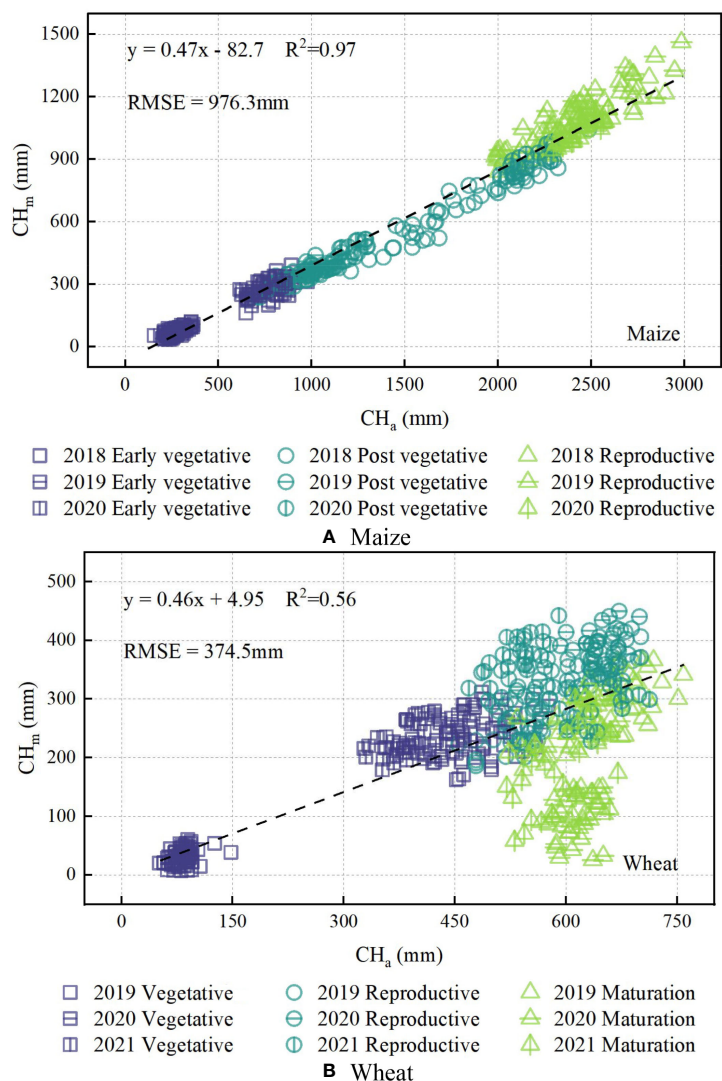 1500
1200
900
600
300
0
CHm (mm)
y = 0.47x - 82.7 R²=0.97
RMSE = 976.3mm
Maize
0 500 1000 1500 2000 2500 3000
CHa (mm)
2018 Early vegetative 2018 Post vegetative 2018 Reproductive
2019 Early vegetative 2019 Post vegetative 2019 Reproductive
2020 Early vegetative 2020 Post vegetative 2020 Reproductive
A Maize
500
400
300
200
100
0
CHm (mm)
y = 0.46x + 4.95 R²=0.56
RMSE = 374.5mm
Wheat
0 150 300 450 600 750
CHa (mm)
2019 Vegetative 2019 Reproductive 2019 Maturation
2020 Vegetative 2020 Reproductive 2020 Maturation
2021 Vegetative 2021 Reproductive 2021 Maturation
B Wheat